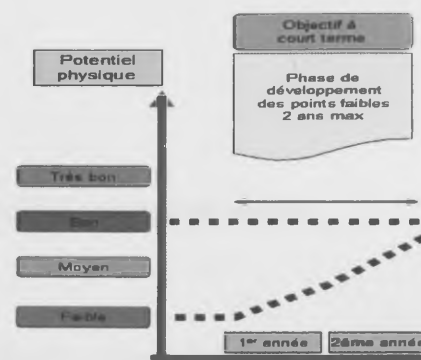 Objectif à
court terme
Potentiel
physique
Phase de
développement
des points faibles
2 ans max
Très bon
Bon
Moyen
Faible
1er année
2ème année